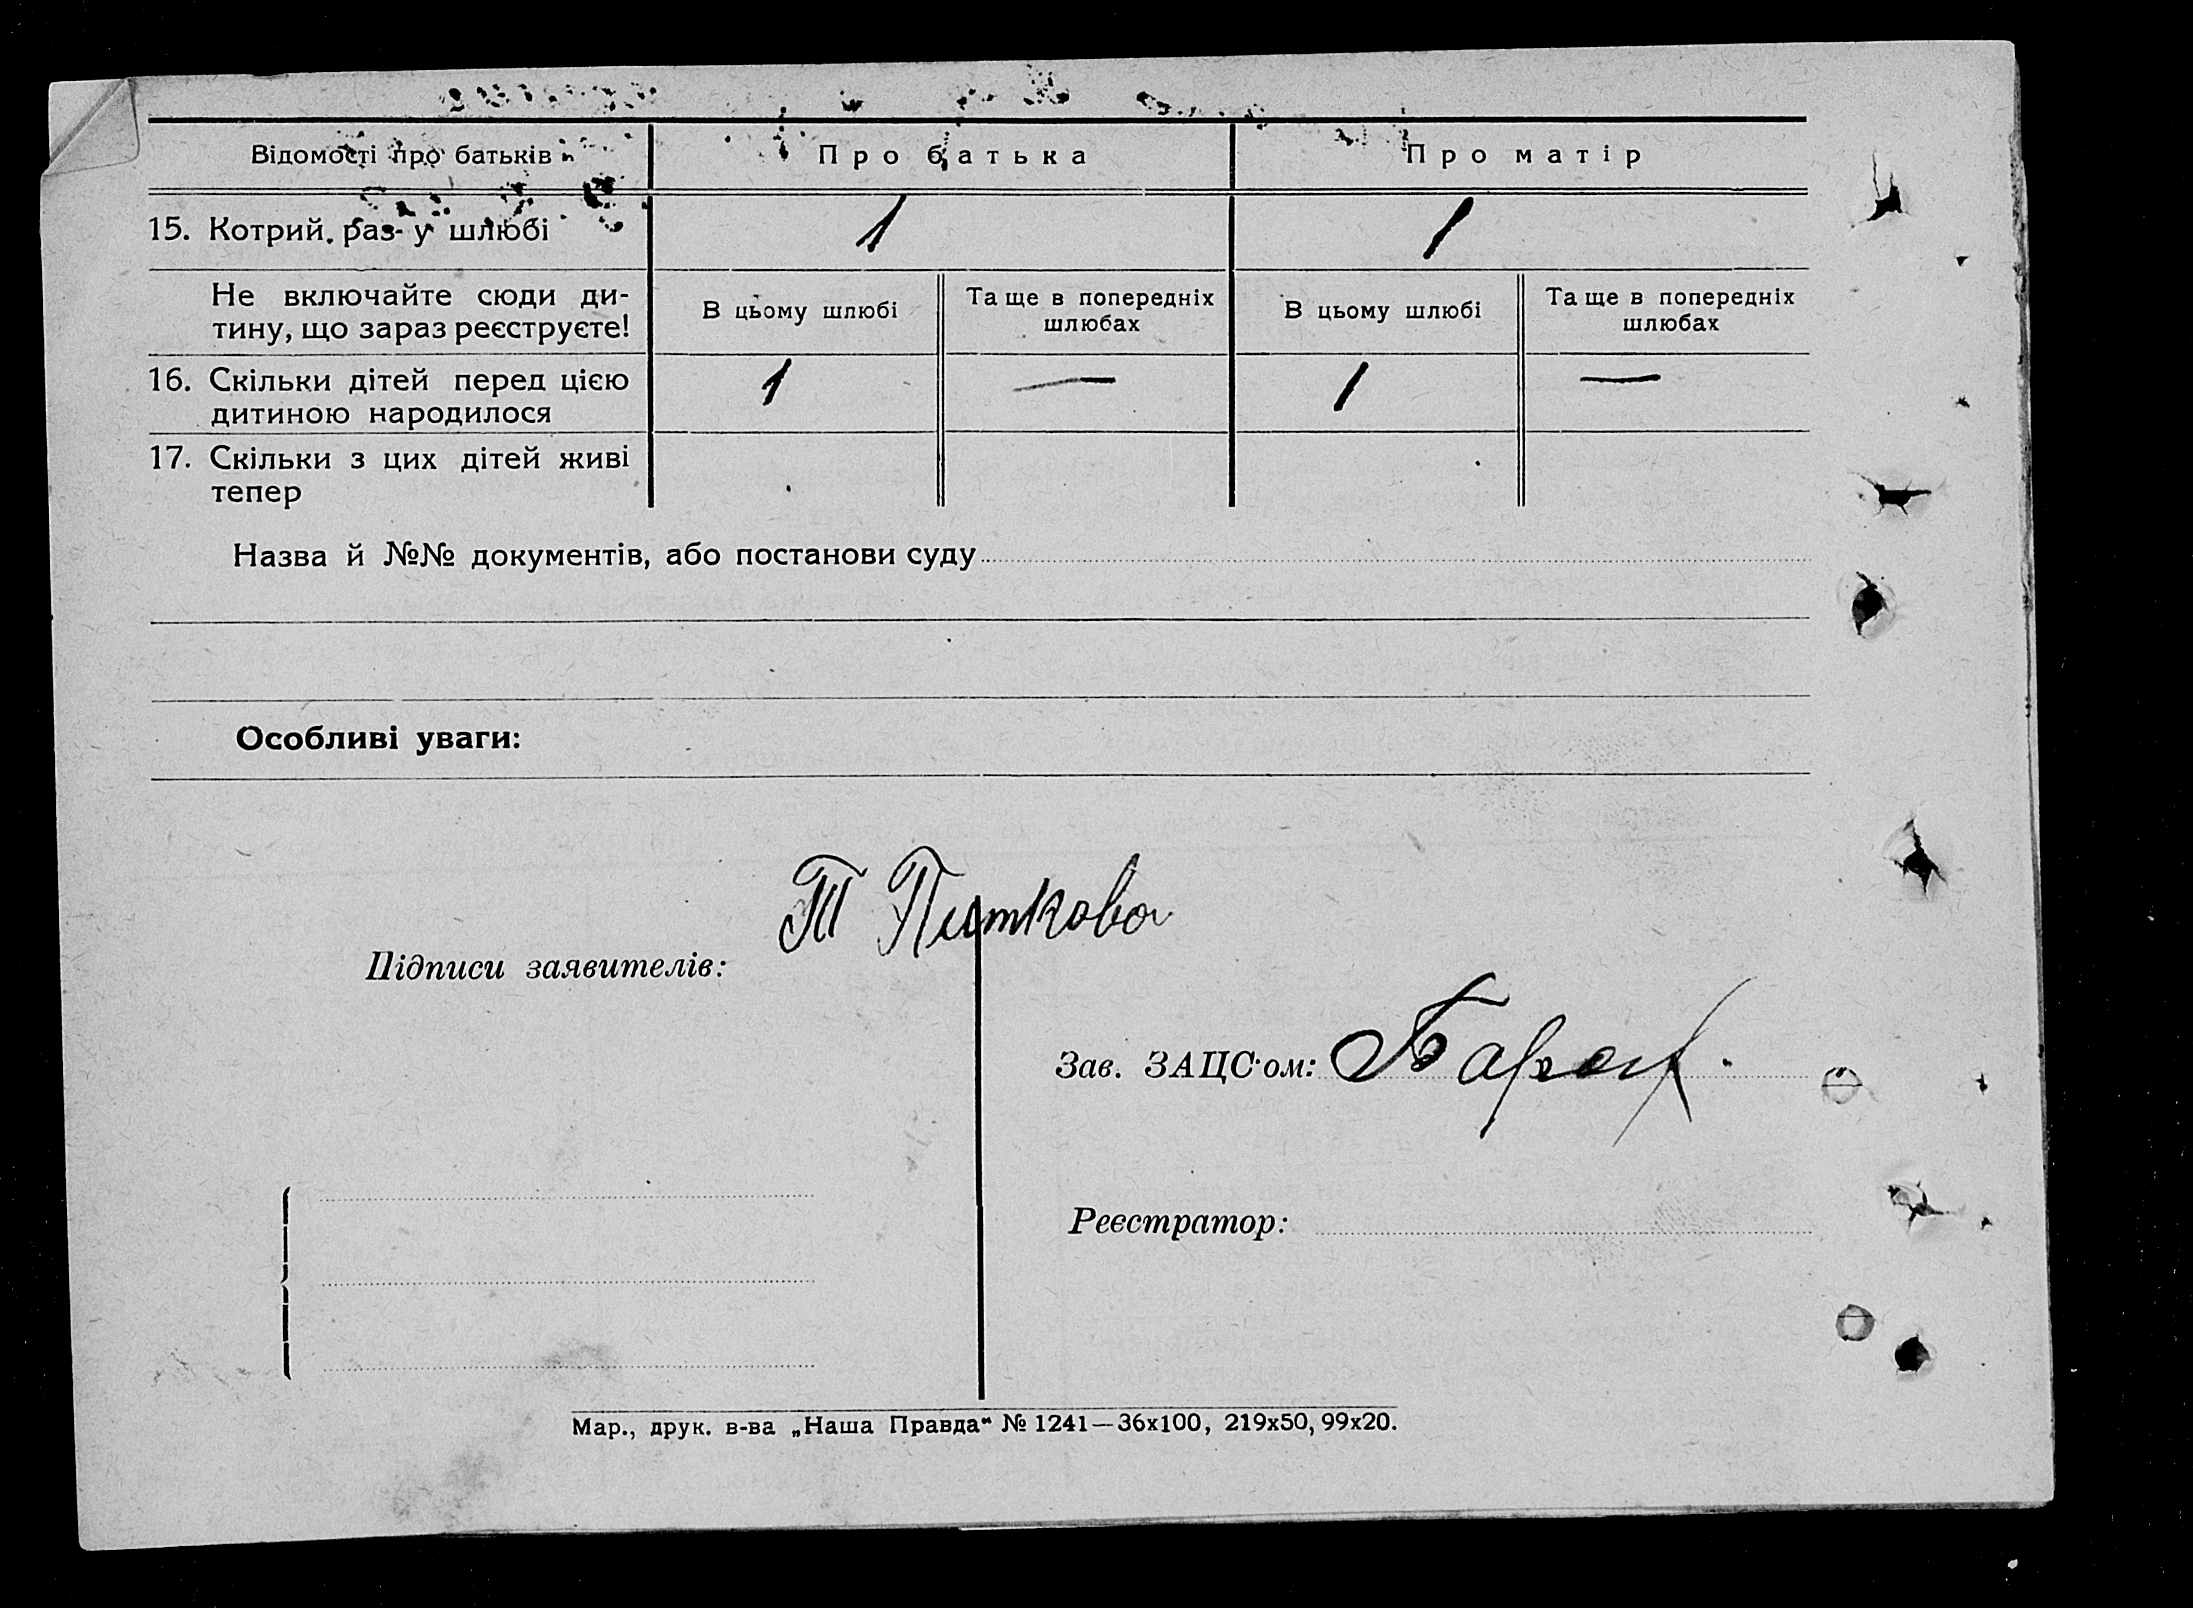 Відомості про батьків
Про батька
Про матір
15. Котрий раз у шлюбі
1
1
Не включайте сюди ди-
тину, що зараз реєструєте!
В цьому шлюбі
Та ще в попередніх
шлюбах
В цьому шлюбі
Та ще в попередніх
шлюбах
16. Скільки дітей перед цією
дитиною народилося
1
—
1
—
17. Скільки з цих дітей живі
тепер
Назва й №№ документів, або постанови суду
Особливі уваги:
Підписи заявителів:
Т
Зав. ЗАЦС'ом:
Реєстратор:
Мар., друк. в-ва „Наша Правда“ № 1241—36х100, 219х50, 99х20.